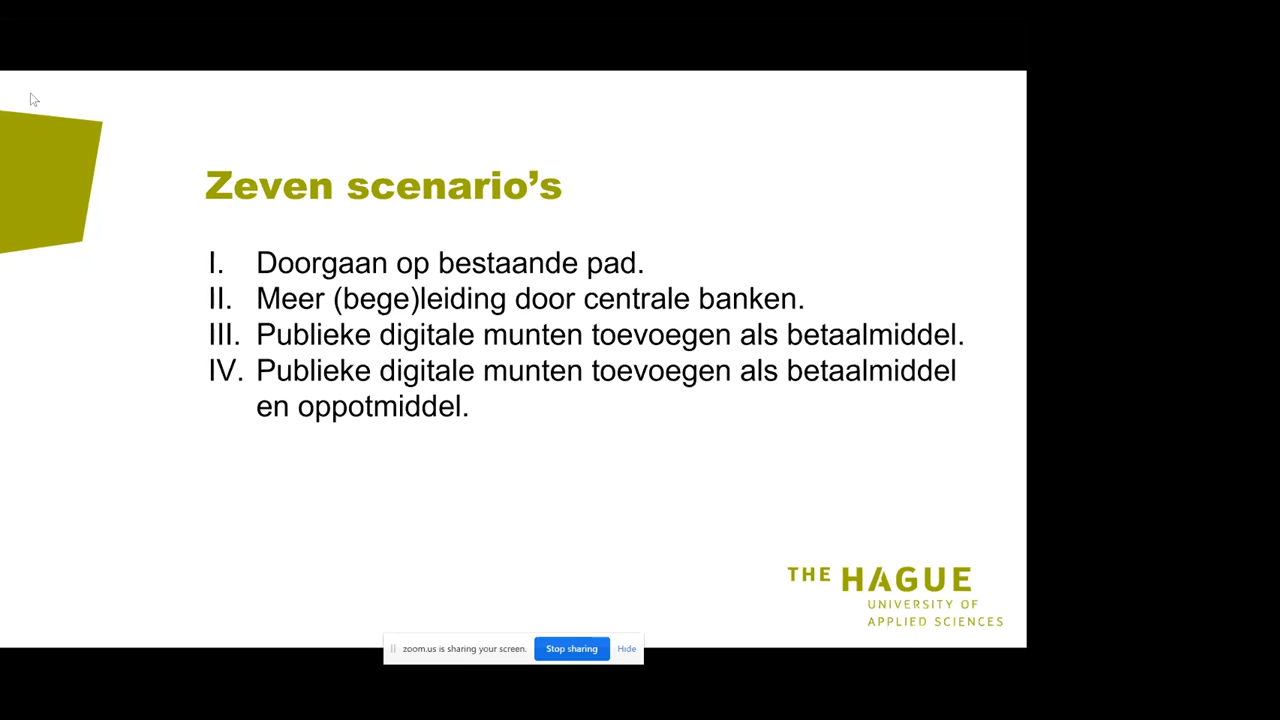 Zeven scenario's
I. Doorgaan op bestaande pad.
II. Meer (bege)leiding door centrale banken.
III. Publieke digitale munten toevoegen als betaalmiddel.
IV. Publieke digitale munten toevoegen als betaalmiddel
en oppotmiddel.
THE HAGUE
UNIVERSITY OF
APPLIED SCIENCES
zoom.us is sharing your screen. Stop sharing Hide